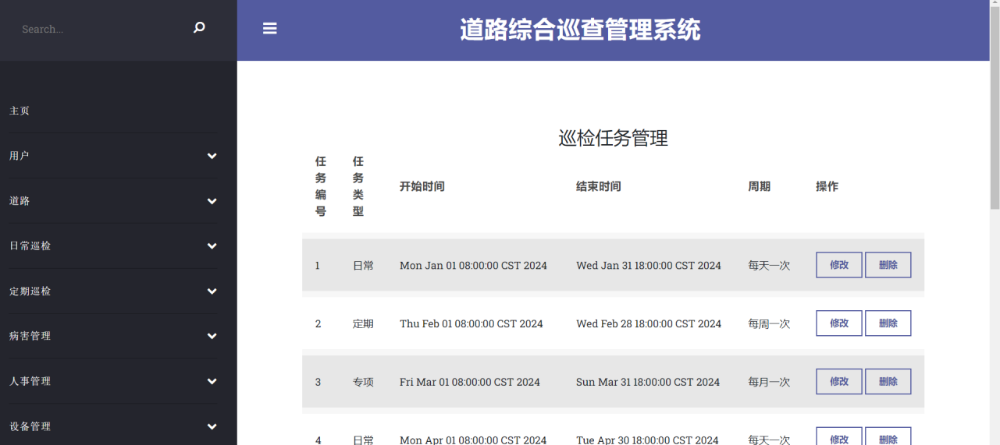 Search...
道路综合巡查管理系统
主页
用户
道路
日常巡检
定期巡检
病害管理
人事管理
设备管理
巡检任务管理
任务编号 任务类型 开始时间 结束时间 周期 操作
1 日常 Mon Jan 01 08:00:00 CST 2024 Wed Jan 31 18:00:00 CST 2024 每天一次 修改 删除
2 定期 Thu Feb 01 08:00:00 CST 2024 Wed Feb 28 18:00:00 CST 2024 每周一次 修改 删除
3 专项 Fri Mar 01 08:00:00 CST 2024 Sun Mar 31 18:00:00 CST 2024 每月一次 修改 删除
4 日常 Mon Apr 01 08:00:00 CST 2024 Tue Apr 30 18:00:00 CST 2024 每天一次 修改 删除